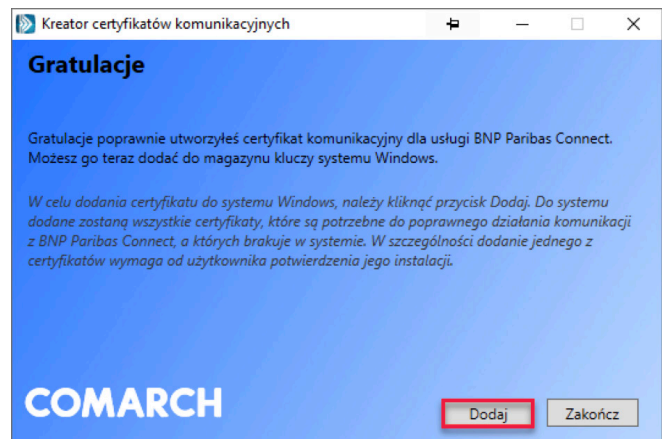 Kreator certyfikatów komunikacyjnych
Gratulacje
Gratulacje poprawnie utworzyłeś certyfikat komunikacyjny dla usługi BNP Paribas Connect.
Możesz go teraz dodać do magazynu kluczy systemu Windows.
W celu dodania certyfikatu do systemu Windows, należy kliknąć przycisk Dodaj. Do systemu
dodane zostaną wszystkie certyfikaty, które są potrzebne do poprawnego działania komunikacji
z BNP Paribas Connect, a których brakuje w systemie. W szczególności dodanie jednego z
certyfikatów wymaga od użytkownika potwierdzenia jego instalacji.
COMARCH
Dodaj
Zakończ